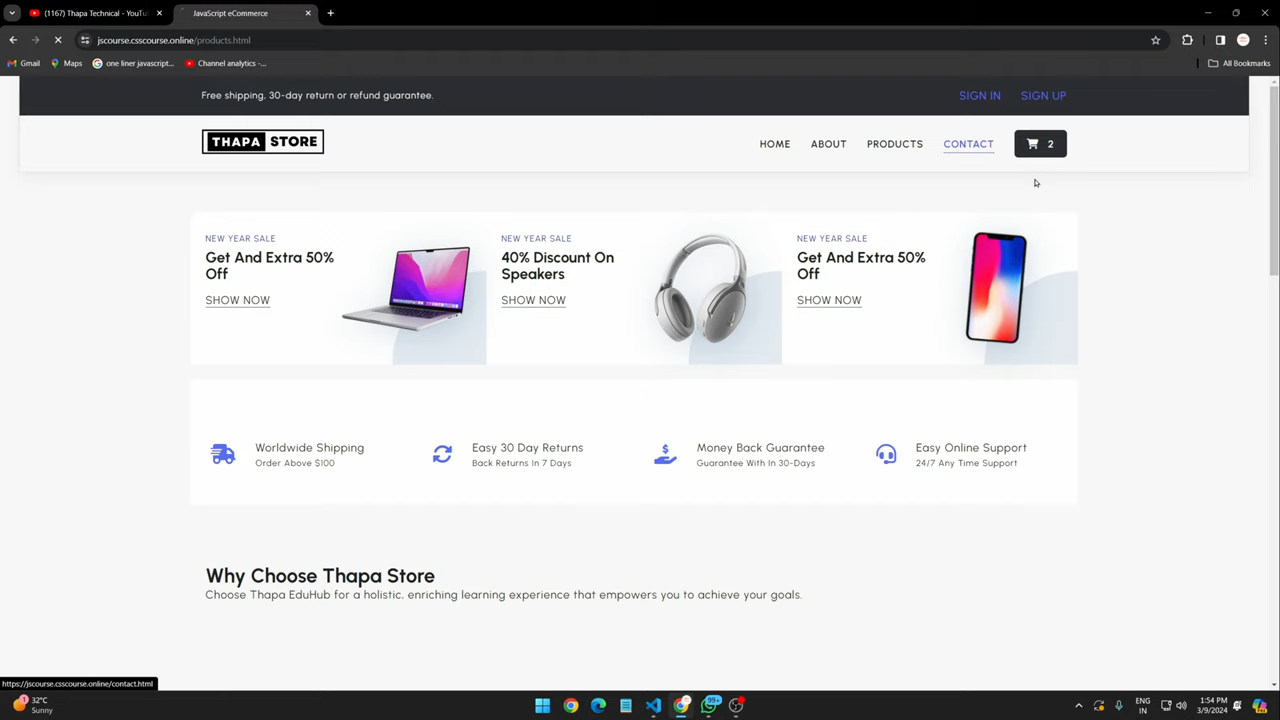 (1167) Thapa Technical - YouTu
JavaScript eCommerce
jscourse.csscourse.online/products.html
Gmail
Maps
one liner javascript...
Channel analytics -...
All Bookmarks
Free shipping, 30-day return or refund guarantee.
SIGN IN
SIGN UP
THAPA STORE
HOME
ABOUT
PRODUCTS
CONTACT
2
NEW YEAR SALE
Get And Extra 50%
Off
SHOW NOW
NEW YEAR SALE
40% Discount On
Speakers
SHOW NOW
NEW YEAR SALE
Get And Extra 50%
Off
SHOW NOW
Worldwide Shipping
Order Above $100
Easy 30 Day Returns
Back Returns In 7 Days
Money Back Guarantee
Guarantee With In 30-Days
Easy Online Support
24/7 Any Time Support
Why Choose Thapa Store
Choose Thapa EduHub for a holistic, enriching learning experience that empowers you to achieve your goals.
https://jscourse.csscourse.online/contact.html
32°C
Sunny
99+
ENG
IN
1:54 PM
3/9/2024